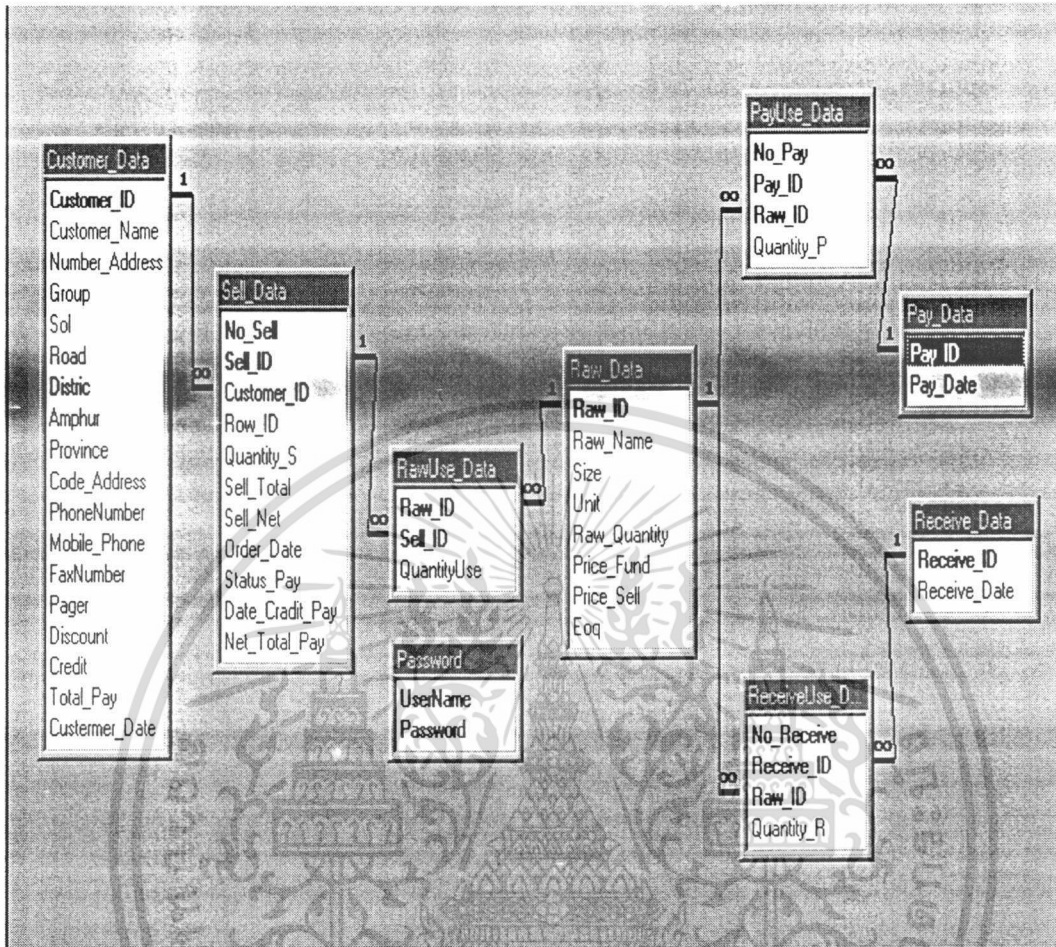 Customer_Data
Customer_ID
Customer_Name
Number_Address
Group
Soi
Road
Distric
Amphur
Province
Code_Address
PhoneNumber
Mobile_Phone
FaxNumber
Pager
Discount
Credit
Total_Pay
Custermer_Date
1
∞
Sell_Data
No_Sell
Sell_ID
Customer_ID
Row_ID
Quantity_S
Sell_Total
Sell_Net
Order_Date
Status_Pay
Date_Cradit_Pay
Net_Total_Pay
1
∞
RawUse_Data
Raw_ID
Sell_ID
QuantityUse
∞
1
Password
UserName
Password
Raw_Data
Raw_ID
Raw_Name
Size
Unit
Raw_Quantity
Price_Fund
Price_Sell
Eoq
1
∞
∞
PayUse_Data
No_Pay
Pay_ID
Raw_ID
Quantity_P
∞
1
Pay_Data
Pay_ID
Pay_Date
Receive_Data
Receive_ID
Receive_Date
1
∞
ReceiveUse_D...
No_Receive
Receive_ID
Raw_ID
Quantity_R